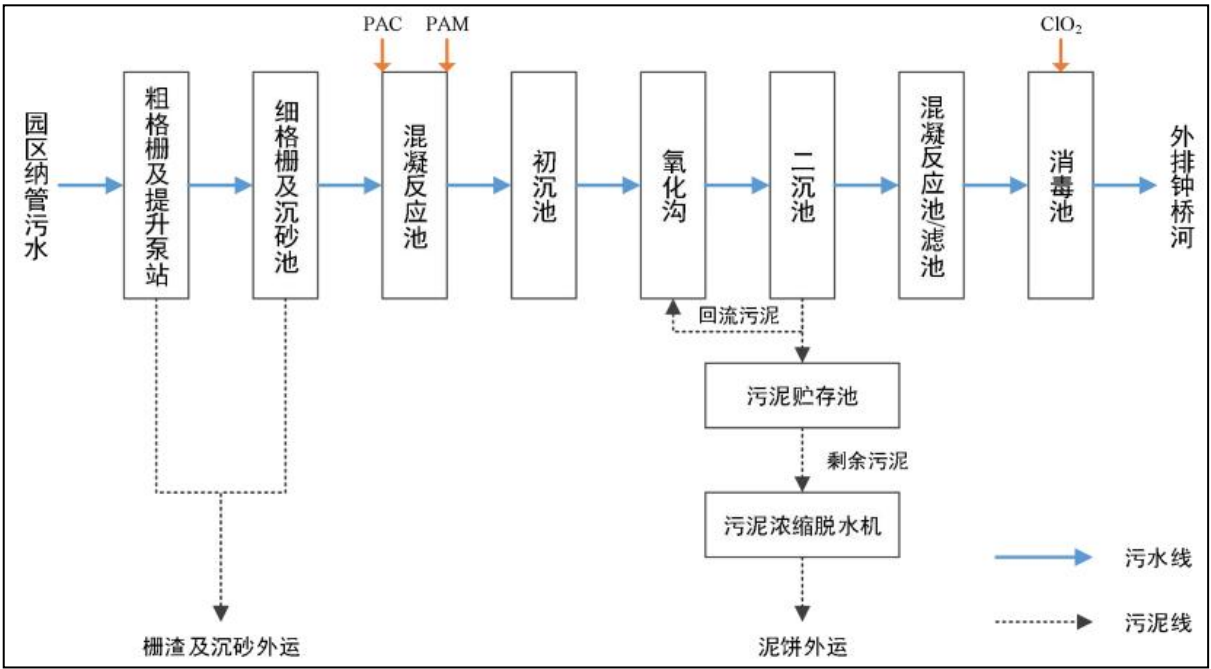 PAC
PAM
ClO₂
园区纳管污水
粗格栅及提升泵站
细格栅及沉砂池
混凝反应池
初沉池
氧化沟
二沉池
混凝反应池/滤池
消毒池
外排钟桥河
回流污泥
污泥贮存池
剩余污泥
污泥浓缩脱水机
污水线
污泥线
栅渣及沉砂外运
泥饼外运